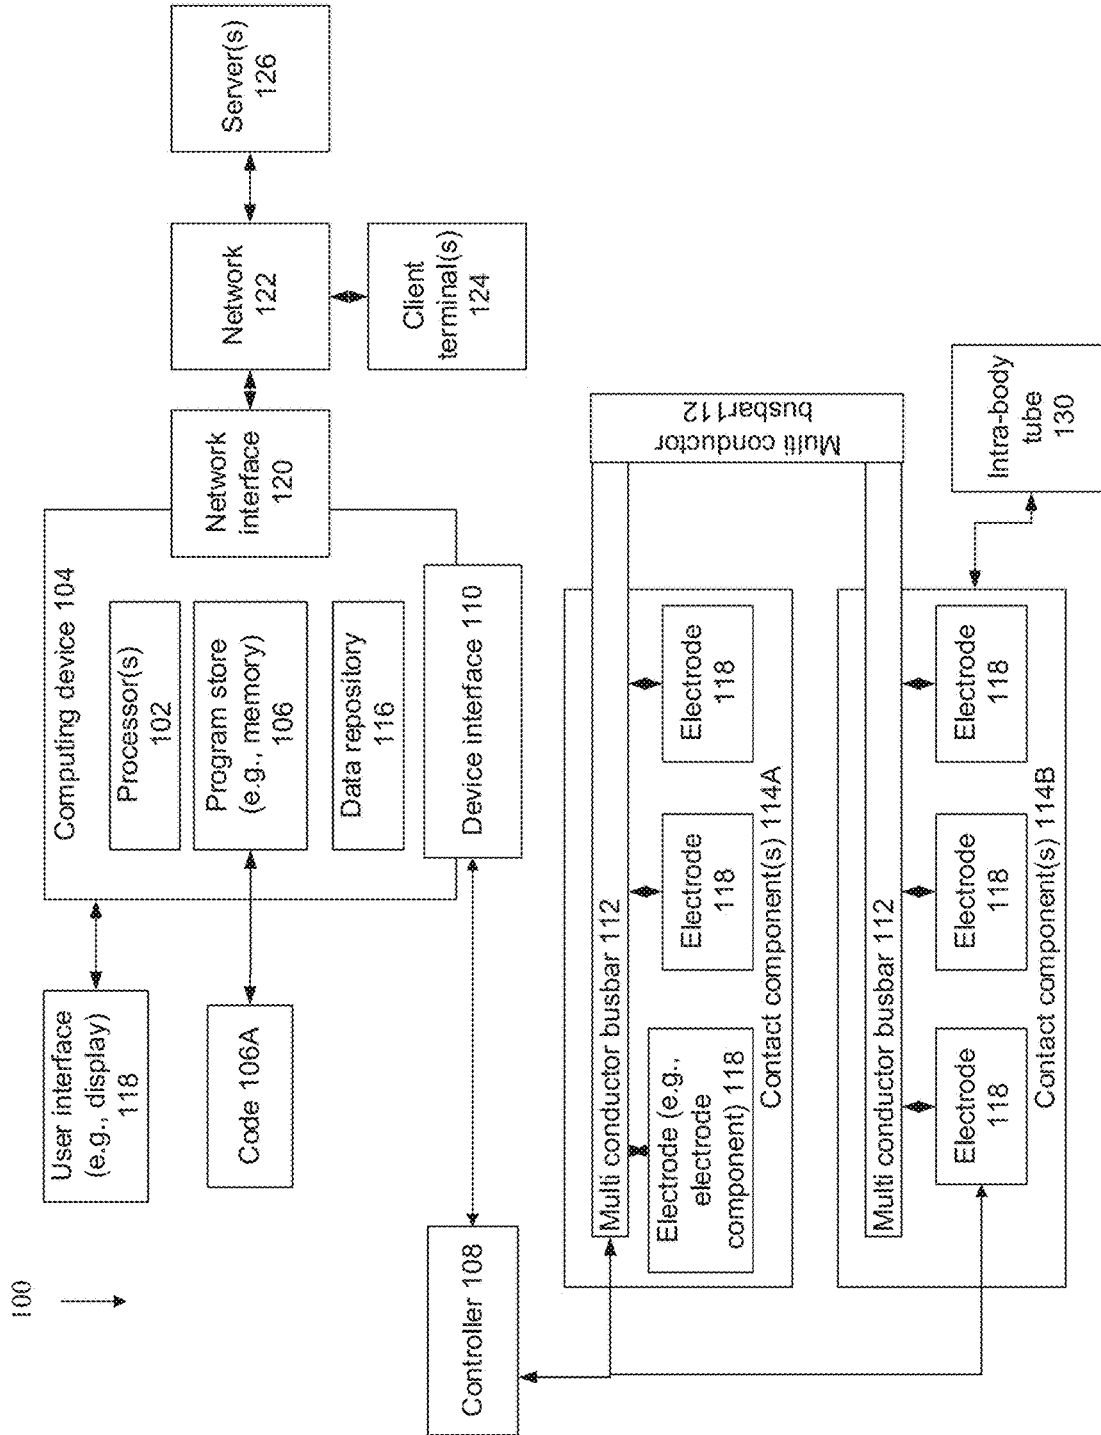 100
User interface
(e.g., display)
118
Code 106A
Computing device 104
Processor(s)
102
Program store
(e.g., memory)
106
Data repository
116
Device interface 110
Network
interface
120
Network
122
Server(s)
126
Client
terminal(s)
124
Controller 108
Multi conductor busbar 112
Electrode (e.g.,
electrode
component) 118
Electrode
118
Electrode
118
Contact component(s) 114A
Multi conductor
busbar112
Multi conductor busbar 112
Electrode
118
Electrode
118
Electrode
118
Contact component(s) 114B
Intra-body
tube
130